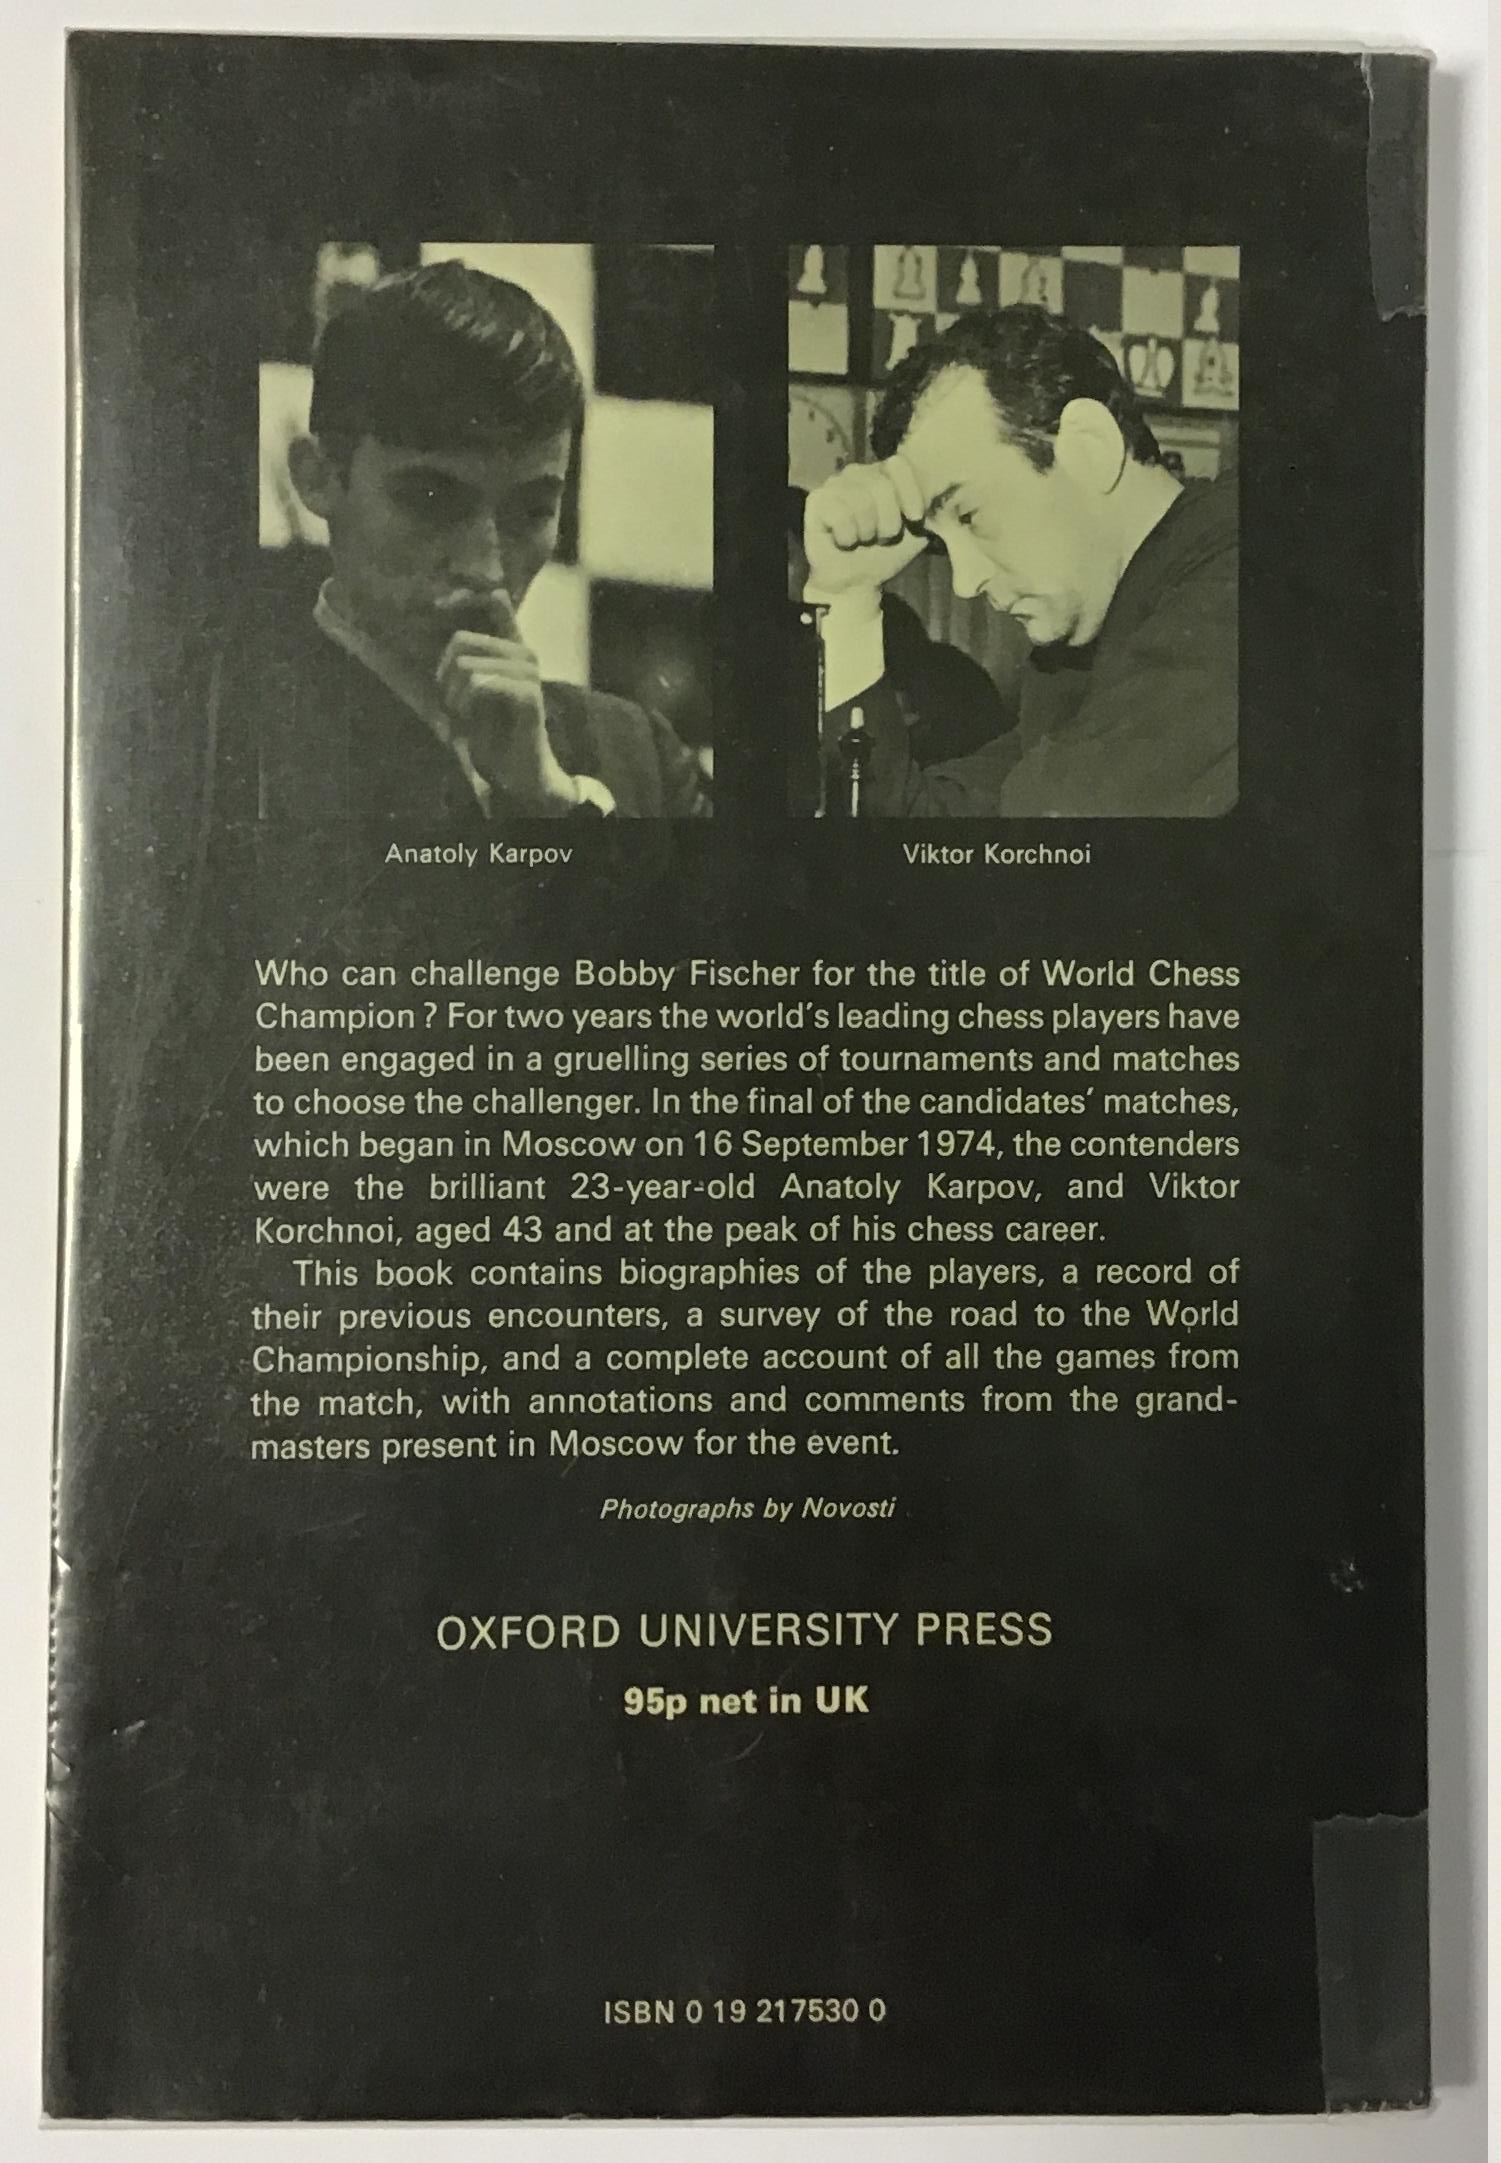 Anatoly Karpov
Viktor Korchnoi
Who can challenge Bobby Fischer for the title of World Chess
Champion ? For two years the world's leading chess players have
been engaged in a gruelling series of tournaments and matches
to choose the challenger. In the final of the candidates' matches,
which began in Moscow on 16 September 1974, the contenders
were the brilliant 23-year-old Anatoly Karpov, and Viktor
Korchnoi, aged 43 and at the peak of his chess career.
This book contains biographies of the players, a record of
their previous encounters, a survey of the road to the World
Championship, and a complete account of all the games from
the match, with annotations and comments from the grand-
masters present in Moscow for the event.
Photographs by Novosti
OXFORD UNIVERSITY PRESS
95p net in UK
ISBN 0 19 217530 0